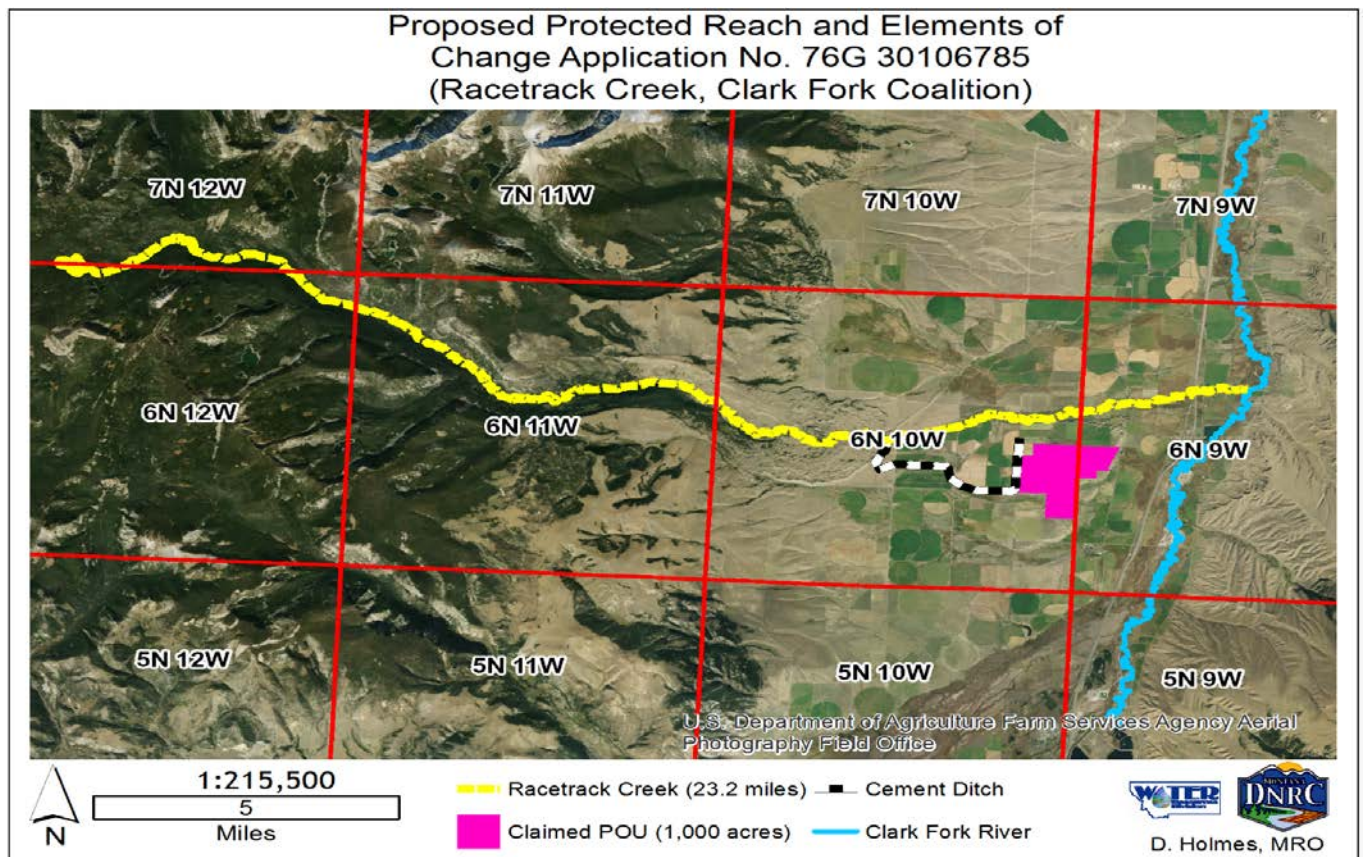 Proposed Protected Reach and Elements of
Change Application No. 76G 30106785
(Racetrack Creek, Clark Fork Coalition)
7N 12W
7N 11W
7N 10W
7N 9W
6N 12W
6N 11W
6N 10W
6N 9W
5N 12W
5N 11W
5N 10W
5N 9W
U.S. Department of Agriculture Farm Services Agency Aerial
Photography Field Office
N
1:215,500
5
Miles
Racetrack Creek (23.2 miles)
Cement Ditch
Claimed POU (1,000 acres)
Clark Fork River
WATER
MONTANA
DNRC
D. Holmes, MRO